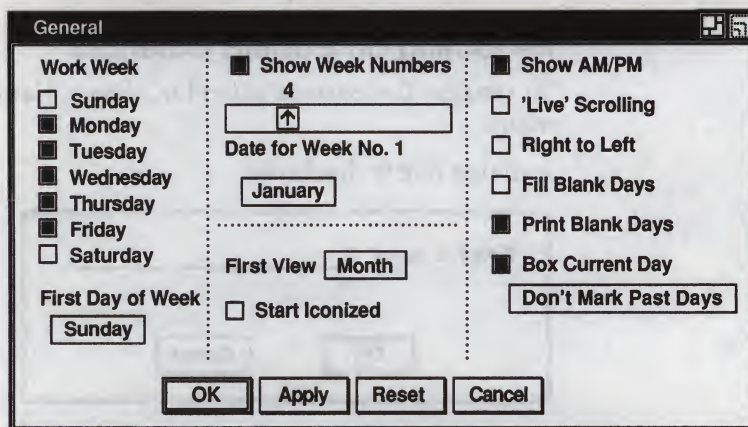 General
Work Week
Sunday
Monday
Tuesday
Wednesday
Thursday
Friday
Saturday
First Day of Week
Sunday
Show Week Numbers
4
Date for Week No. 1
January
First View Month
Start Iconized
Show AM/PM
'Live' Scrolling
Right to Left
Fill Blank Days
Print Blank Days
Box Current Day
Don't Mark Past Days
OK Apply Reset Cancel